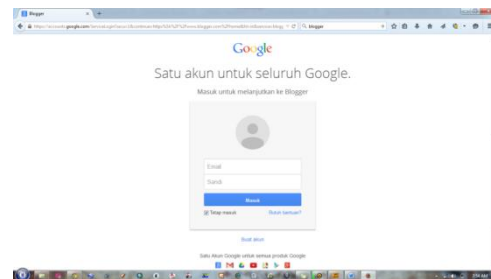 Blogger
blogger
Google
Satu akun untuk seluruh Google.
Masuk untuk melanjutkan ke Blogger
Email
Sandi
Masuk
Tetap masuk
Butuh bantuan?
Buat akun
Satu Akun Google untuk semua produk Google